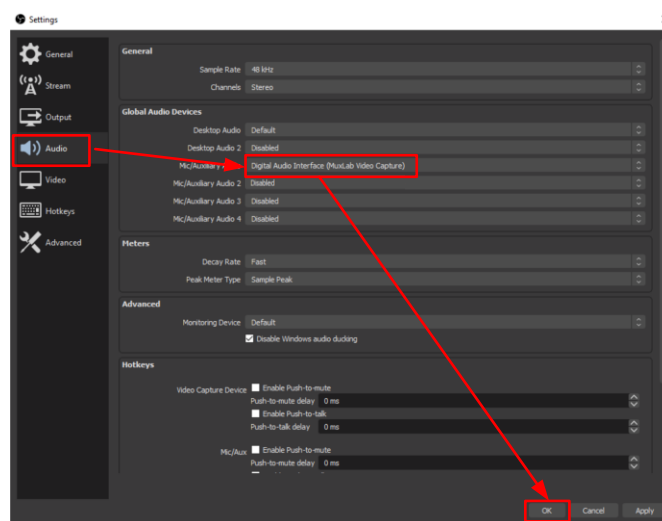 Settings
General
Stream
Output
Audio
Video
Hotkeys
Advanced
General
Sample Rate 48 kHz
Channels Stereo
Global Audio Devices
Desktop Audio Default
Desktop Audio 2 Disabled
Mic/Auxiliary Digital Audio Interface (MuxLab Video Capture)
Mic/Auxiliary Audio 2 Disabled
Mic/Auxiliary Audio 3 Disabled
Mic/Auxiliary Audio 4 Disabled
Meters
Decay Rate Fast
Peak Meter Type Sample Peak
Advanced
Monitoring Device Default
Disable Windows audio ducking
Hotkeys
Video Capture Device Enable Push-to-mute
Push-to-mute delay 0 ms
Enable Push-to-talk
Push-to-talk delay 0 ms
Mic/Aux Enable Push-to-mute
Push-to-mute delay 0 ms
OK Cancel Apply